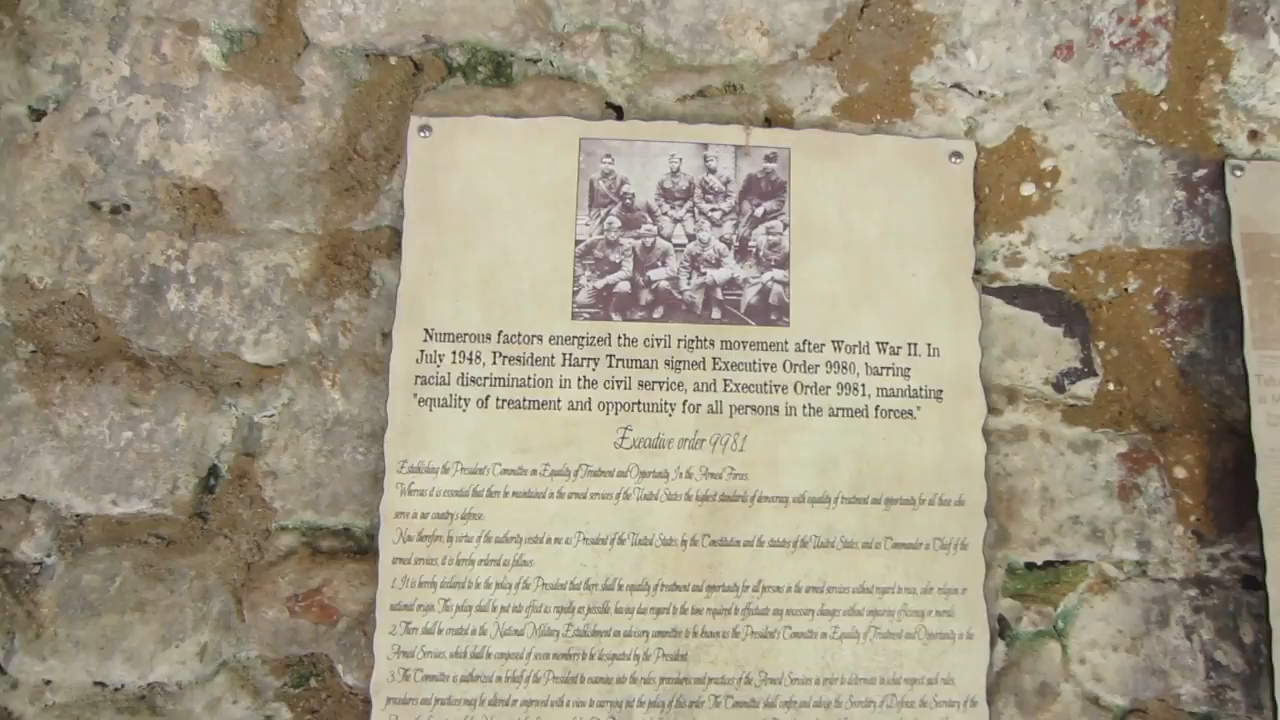 Numerous factors energized the civil rights movement after World War II. In
July 1948, President Harry Truman signed Executive Order 9980, barring
racial discrimination in the civil service, and Executive Order 9981, mandating
"equality of treatment and opportunity for all persons in the armed forces."
Executive order 9981
Establishing the President's Committee on Equality of Treatment and Opportunity In the Armed Forces.
Whereas it is essential that there be maintained in the armed services of the United States the highest standards of democracy, with equality of treatment and opportunity for all those who
serve in our country's defense:
Now therefore, by virtue of the authority vested in me as President of the United States, by the Constitution and the statutes of the United States, and as Commander in Chief of the
armed services, it is hereby ordered as follows:
1. It is hereby declared to be the policy of the President that there shall be equality of treatment and opportunity for all persons in the armed services without regard to race, color, religion or
national origin. This policy shall be put into effect as rapidly as possible, having due regard to the time required to effectuate any necessary changes without impairing efficiency or morale.
2. There shall be created in the National Military Establishment an advisory committee to be known as the President's Committee on Equality of Treatment and Opportunity in the
Armed Services, which shall be composed of seven members to be designated by the President.
3. The Committee is authorized on behalf of the President to examine into the rules, procedures and practices of the Armed Services in order to determine in what respect such rules,
procedures and practices may be altered or improved with a view to carrying out the policy of this order. The Committee shall confer and advise the Secretary of Defense, the Secretary of the